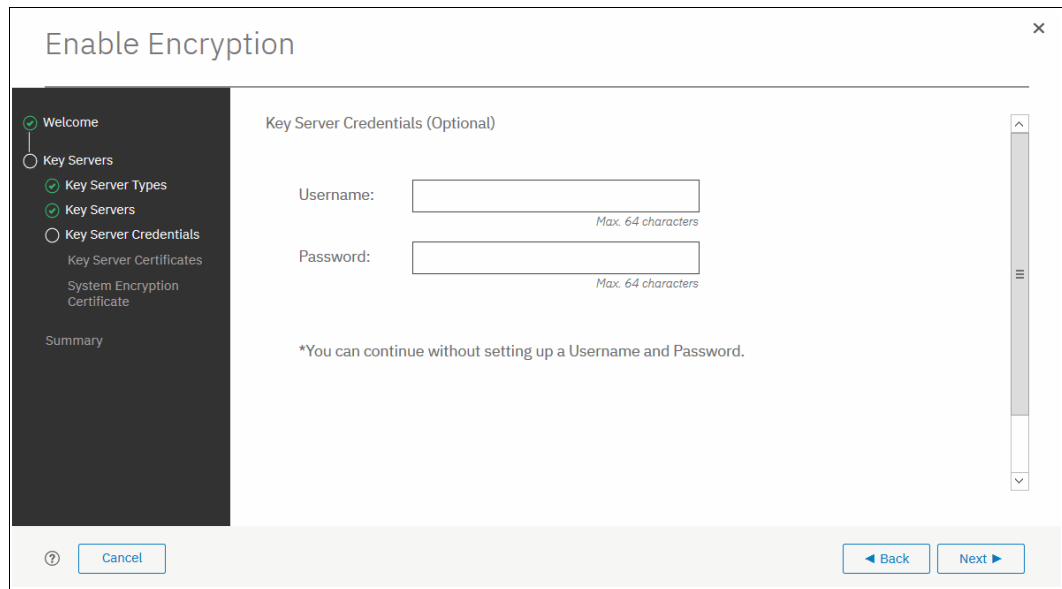 Enable Encryption
Welcome
Key Servers
Key Server Types
Key Servers
Key Server Credentials
Key Server Certificates
System Encryption
Certificate
Summary
Key Server Credentials (Optional)
Username:
Max. 64 characters
Password:
Max. 64 characters
*You can continue without setting up a Username and Password.
? Cancel ◄ Back Next ►